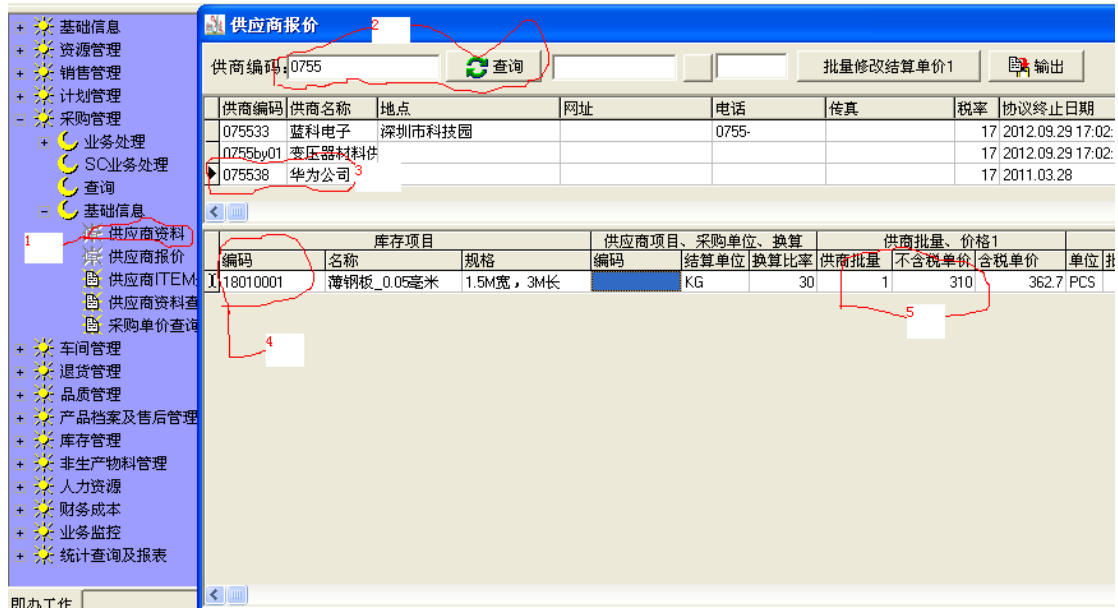 + 基础信息
+ 资源管理
+ 销售管理
+ 计划管理
- 采购管理
+ 业务处理
SC业务处理
查询
- 基础信息
1
供应商资料
供应商报价
供应商ITEM
供应商资料查
采购单价查询
+ 车间管理
+ 退货管理
+ 品质管理
+ 产品档案及售后管理
+ 库存管理
+ 非生产物料管理
+ 人力资源
+ 财务成本
+ 业务监控
+ 统计查询及报表
即办工作
供应商报价
2
供商编码: 0755 查询 批量修改结算单价1 输出
供商编码 供商名称 地点 网址 电话 传真 税率 协议终止日期
075533 蓝科电子 深圳市科技园 0755- 17 2012.09.29 17:02:
0755by01 变压器材料供 17 2012.09.29 17:02:
075538 华为公司 3 17 2011.03.28
库存项目 供应商项目、采购单位、换算 供商批量、价格1
编码 名称 规格 编码 结算单位 换算比率 供商批量 不含税单价 含税单价 单位 批
18010001 薄钢板_0.05毫米 1.5M宽，3M长 KG 30 1 310 362.7 PCS
5
4